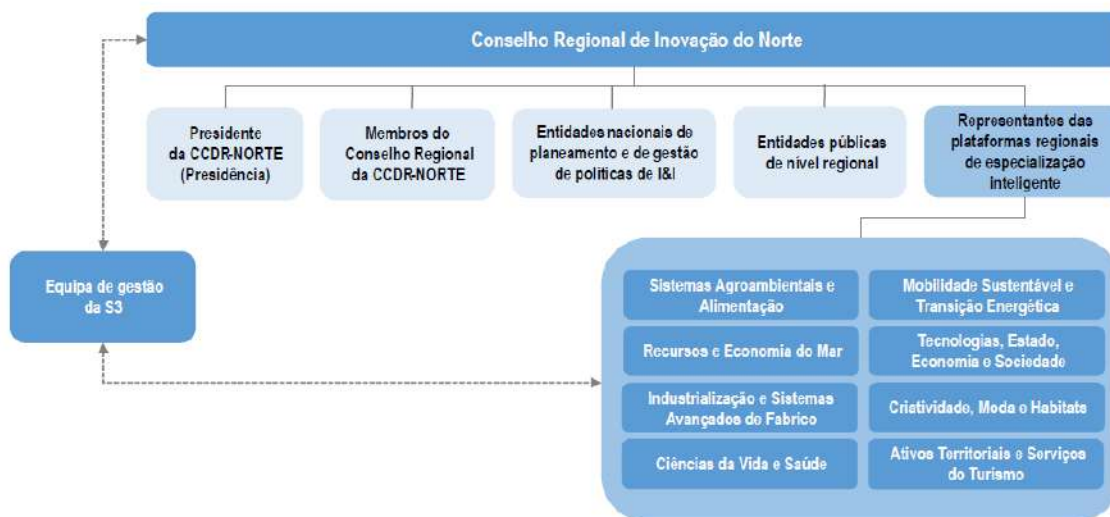 Conselho Regional de Inovação do Norte
Presidente
da CCDR-NORTE
(Presidência)
Membros do
Conselho Regional
da CCDR-NORTE
Entidades nacionais de
planeamento e de gestão
de políticas de I&I
Entidades públicas
de nível regional
Representantes das
plataformas regionais
de especialização
inteligente
Equipa de gestão
da S3
Sistemas Agroambientais e
Alimentação
Mobilidade Sustentável e
Transição Energética
Recursos e Economia do Mar
Tecnologias, Estado,
Economia e Sociedade
Industrialização e Sistemas
Avançados de Fabrico
Criatividade, Moda e Habitats
Ciências da Vida e Saúde
Ativos Territoriais e Serviços
do Turismo